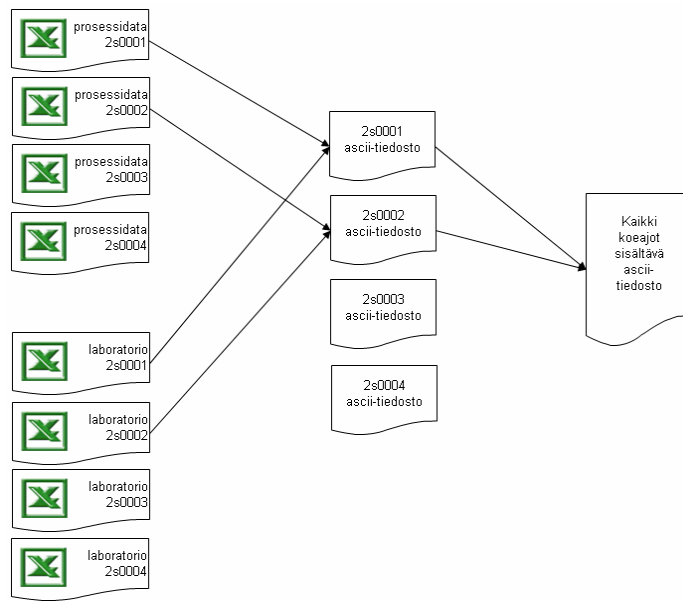 prosessidata
2s0001
prosessidata
2s0002
prosessidata
2s0003
prosessidata
2s0004
laboratorio
2s0001
laboratorio
2s0002
laboratorio
2s0003
laboratorio
2s0004
2s0001
ascii-tiedosto
2s0002
ascii-tiedosto
2s0003
ascii-tiedosto
2s0004
ascii-tiedosto
Kaikki
koeajot
sisältävä
ascii-
tiedosto